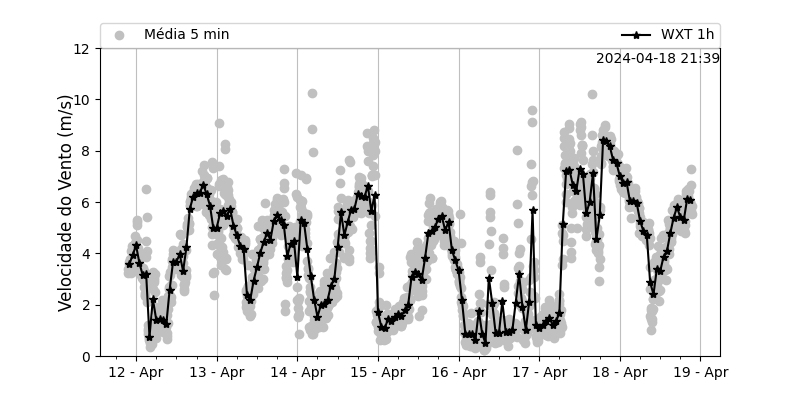 Média 5 min
WXT 1h
2024-04-18 21:39
Velocidade do Vento (m/s)
12
10
8
6
4
2
0
12 - Apr
13 - Apr
14 - Apr
15 - Apr
16 - Apr
17 - Apr
18 - Apr
19 - Apr